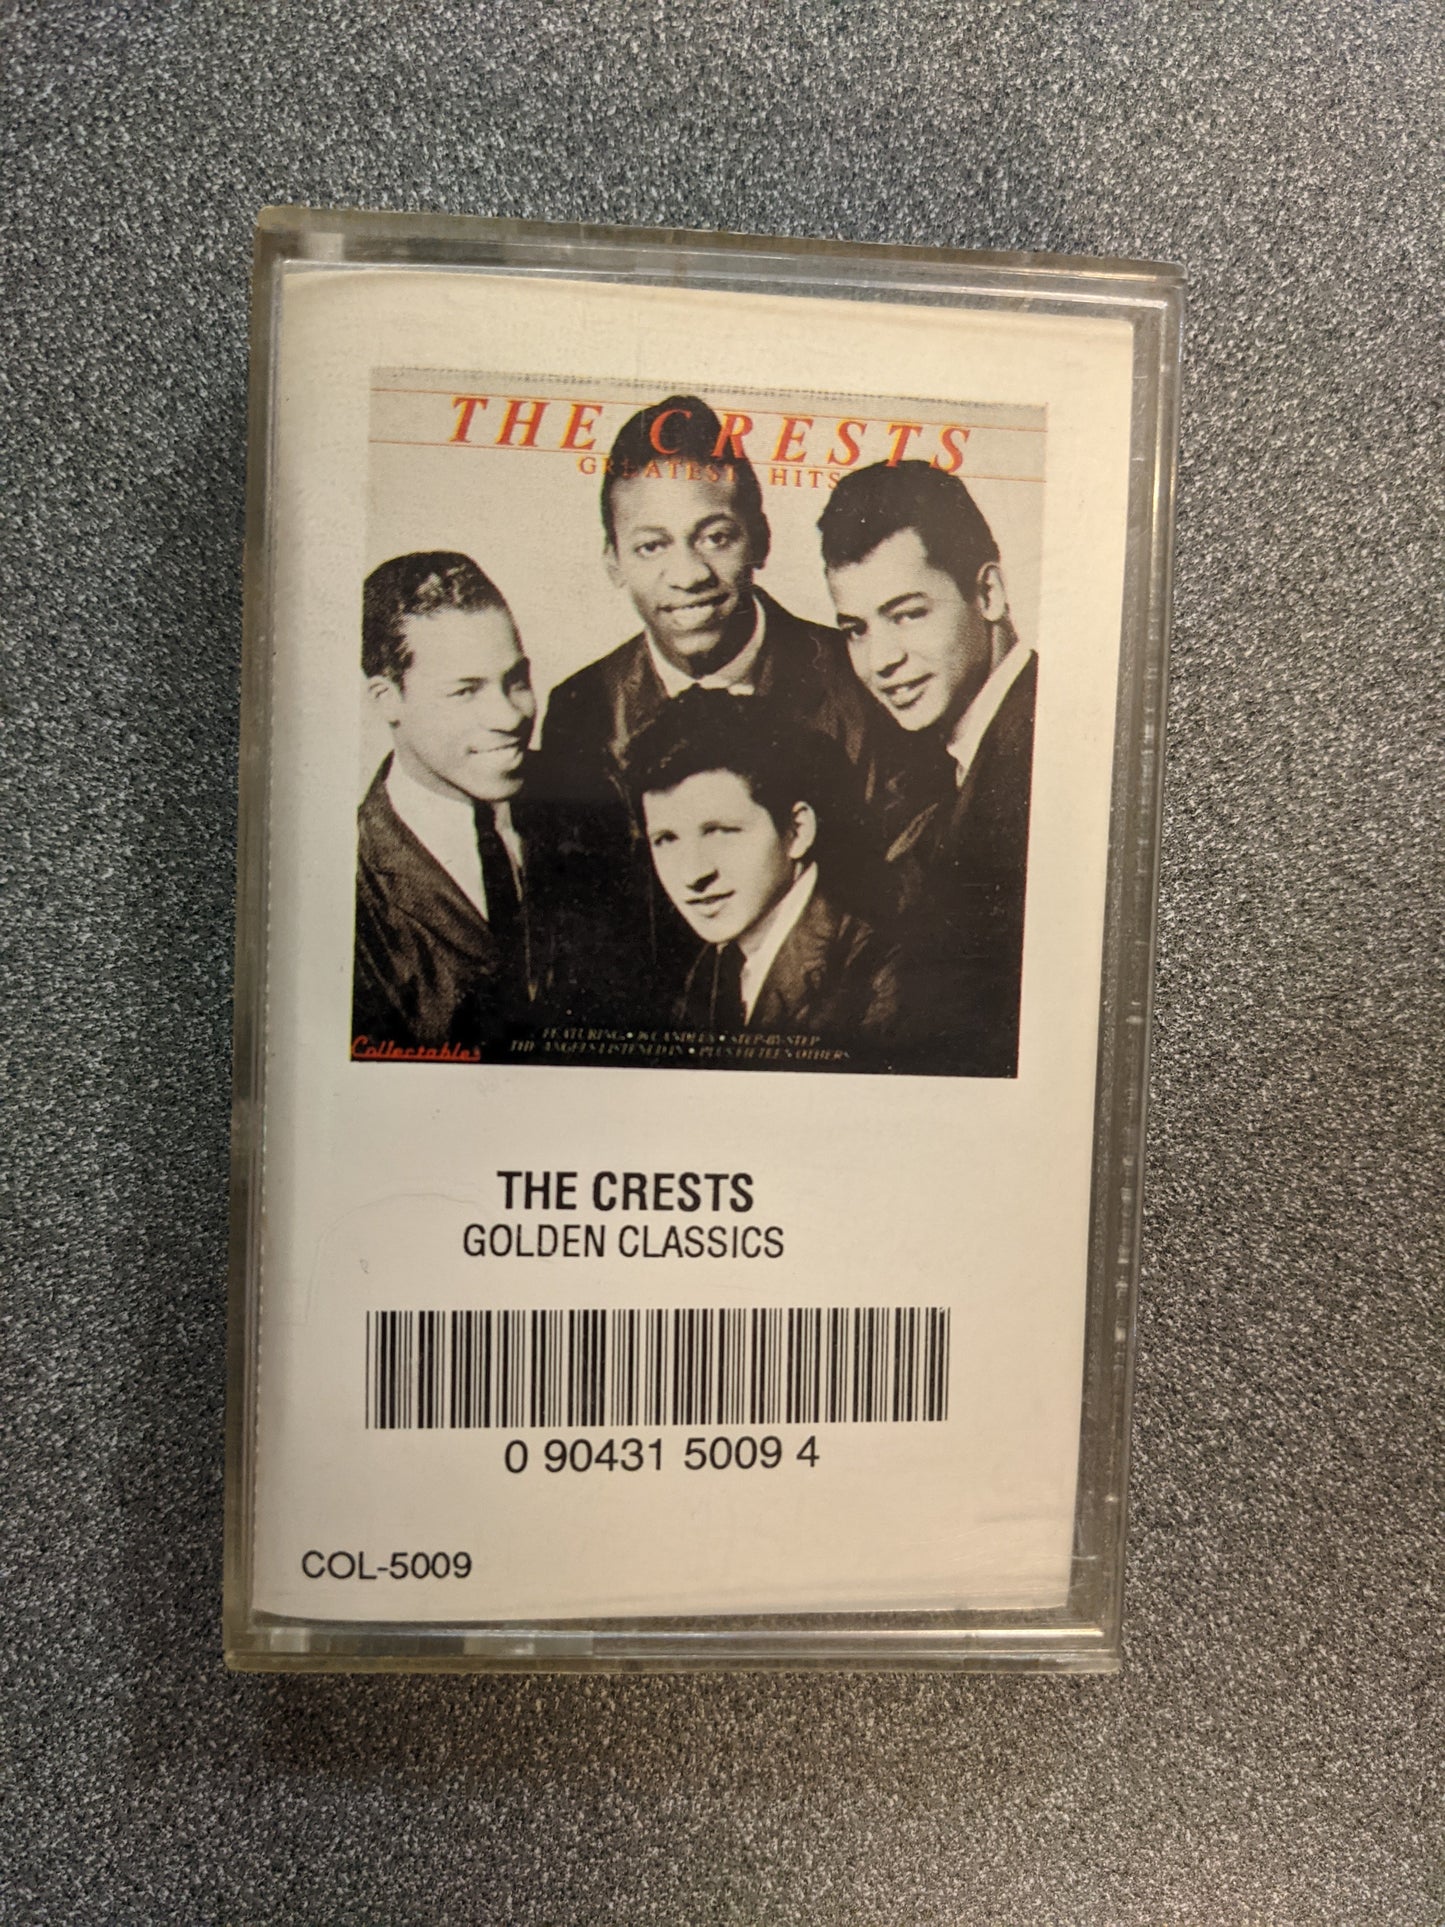 THE CRESTS
GREATEST HITS
FEATURING • 16 CANDLES • STEP-BY-STEP
THE ANGELS LISTENED IN • PLUS FIFTEEN OTHERS
Collectables
THE CRESTS
GOLDEN CLASSICS
0 90431 5009 4
COL-5009